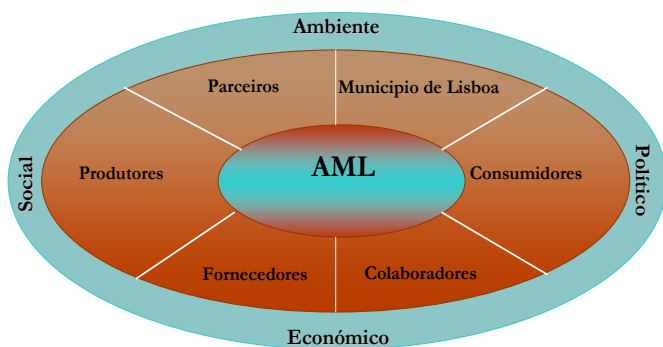 Ambiente
Parceiros
Municipio de Lisboa
Social
Produtores
AML
Consumidores
Político
Fornecedores
Colaboradores
Económico